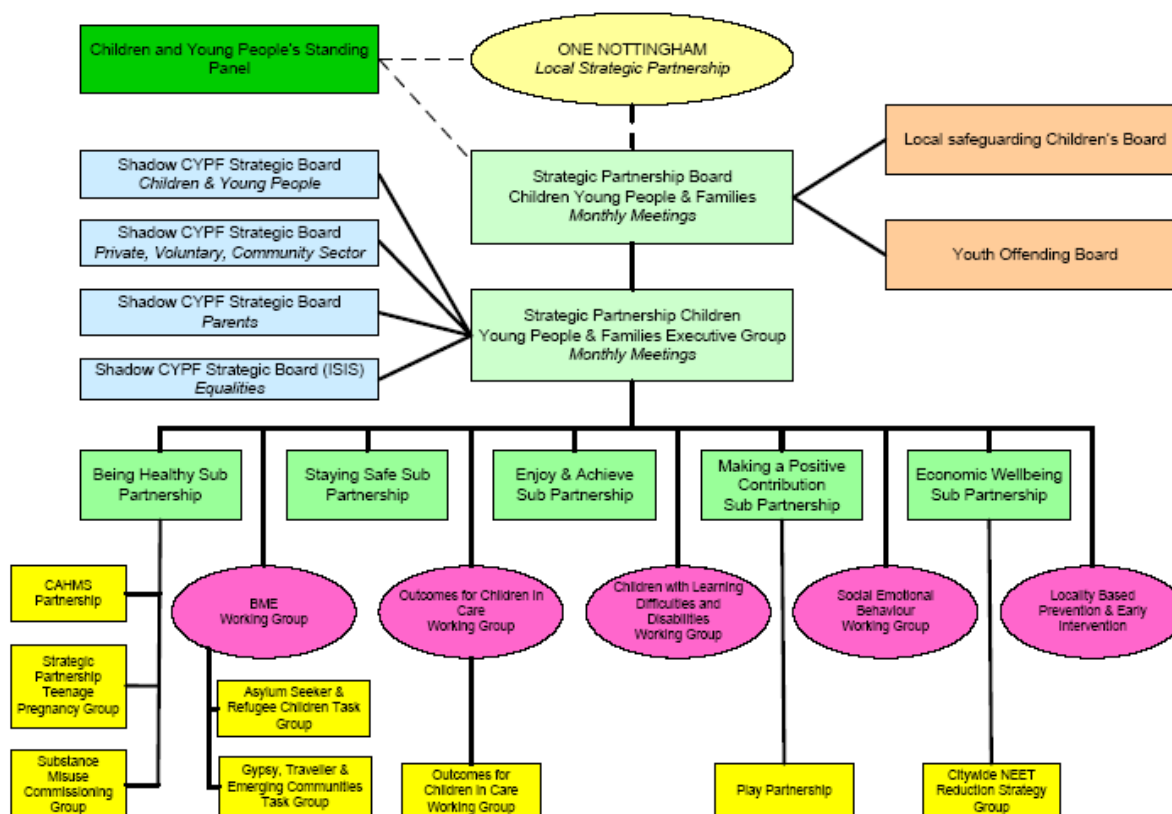 Children and Young People's Standing
Panel
ONE NOTTINGHAM
Local Strategic Partnership
Local safeguarding Children's Board
Shadow CYPF Strategic Board
Children & Young People
Strategic Partnership Board
Children Young People & Families
Monthly Meetings
Shadow CYPF Strategic Board
Private, Voluntary, Community Sector
Youth Offending Board
Shadow CYPF Strategic Board
Parents
Strategic Partnership Children
Young People & Families Executive Group
Monthly Meetings
Shadow CYPF Strategic Board (ISIS)
Equalities
Being Healthy Sub
Partnership
Staying Safe Sub
Partnership
Enjoy & Achieve
Sub Partnership
Making a Positive
Contribution
Sub Partnership
Economic Wellbeing
Sub Partnership
CAHMS
Partnership
BME
Working Group
Outcomes for Children In
Care
Working Group
Children with Learning
Difficulties and
Disabilities
Working Group
Social Emotional
Behaviour
Working Group
Locality Based
Prevention & Early
Intervention
Strategic
Partnership
Teenage
Pregnancy Group
Asylum Seeker &
Refugee Children Task
Group
Substance
Misuse
Commissioning
Group
Gypsy, Traveller &
Emerging Communities
Task Group
Outcomes for
Children In Care
Working Group
Play Partnership
Citywide NEET
Reduction Strategy
Group